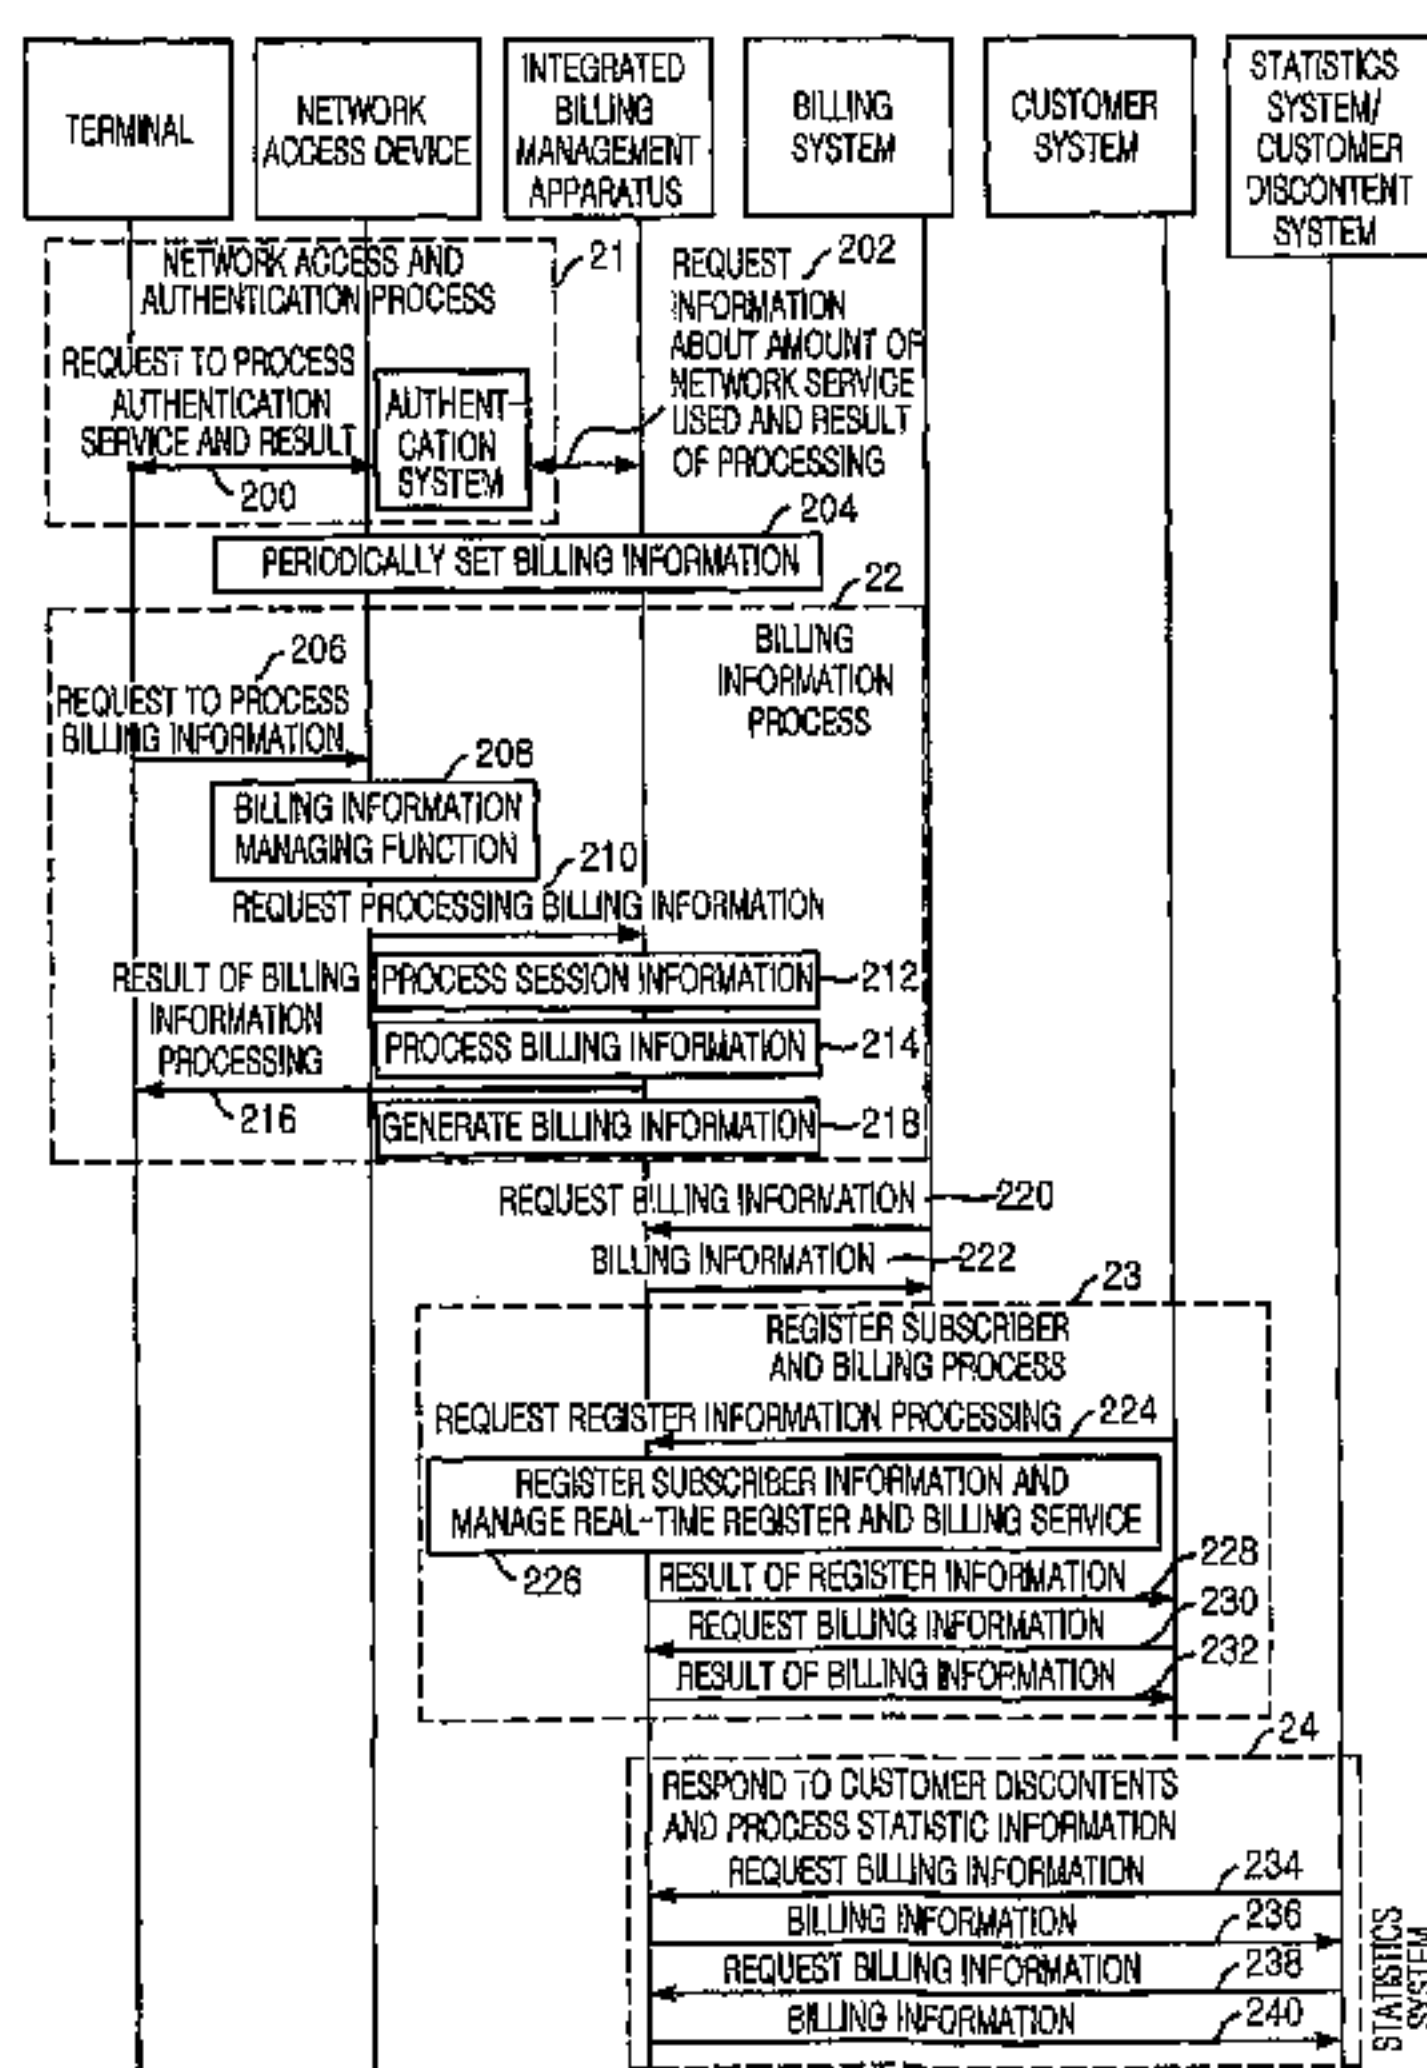 TERMINAL
NETWORK
ACCESS DEVICE
INTEGRATED
BILLING
MANAGEMENT
APPARATUS
BILLING
SYSTEM
CUSTOMER
SYSTEM
STATISTICS
SYSTEM/
CUSTOMER
DISCONTENT
SYSTEM
NETWORK ACCESS AND
AUTHENTICATION PROCESS
21
REQUEST TO PROCESS
AUTHENTICATION
SERVICE AND RESULT
200
AUTHENT-
CATION
SYSTEM
REQUEST
202
INFORMATION
ABOUT AMOUNT OF
NETWORK SERVICE
USED AND RESULT
OF PROCESSING
204
PERIODICALLY SET BILLING INFORMATION
22
BILLING
INFORMATION
PROCESS
206
REQUEST TO PROCESS
BILLING INFORMATION
208
BILLING INFORMATION
MANAGING FUNCTION
210
REQUEST PROCESSING BILLING INFORMATION
RESULT OF BILLING
INFORMATION
PROCESSING
216
PROCESS SESSION INFORMATION
212
PROCESS BILLING INFORMATION
214
GENERATE BILLING INFORMATION
218
REQUEST BILLING INFORMATION
220
BILLING INFORMATION
222
23
REGISTER SUBSCRIBER
AND BILLING PROCESS
REQUEST REGISTER INFORMATION PROCESSING
224
REGISTER SUBSCRIBER INFORMATION AND
MANAGE REAL-TIME REGISTER AND BILLING SERVICE
226
RESULT OF REGISTER INFORMATION
228
REQUEST BILLING INFORMATION
230
RESULT OF BILLING INFORMATION
232
24
RESPOND TO CUSTOMER DISCONTENTS
AND PROCESS STATISTIC INFORMATION
REQUEST BILLING INFORMATION
234
BILLING INFORMATION
236
REQUEST BILLING INFORMATION
238
BILLING INFORMATION
240
STATISTICS
SYSTEM